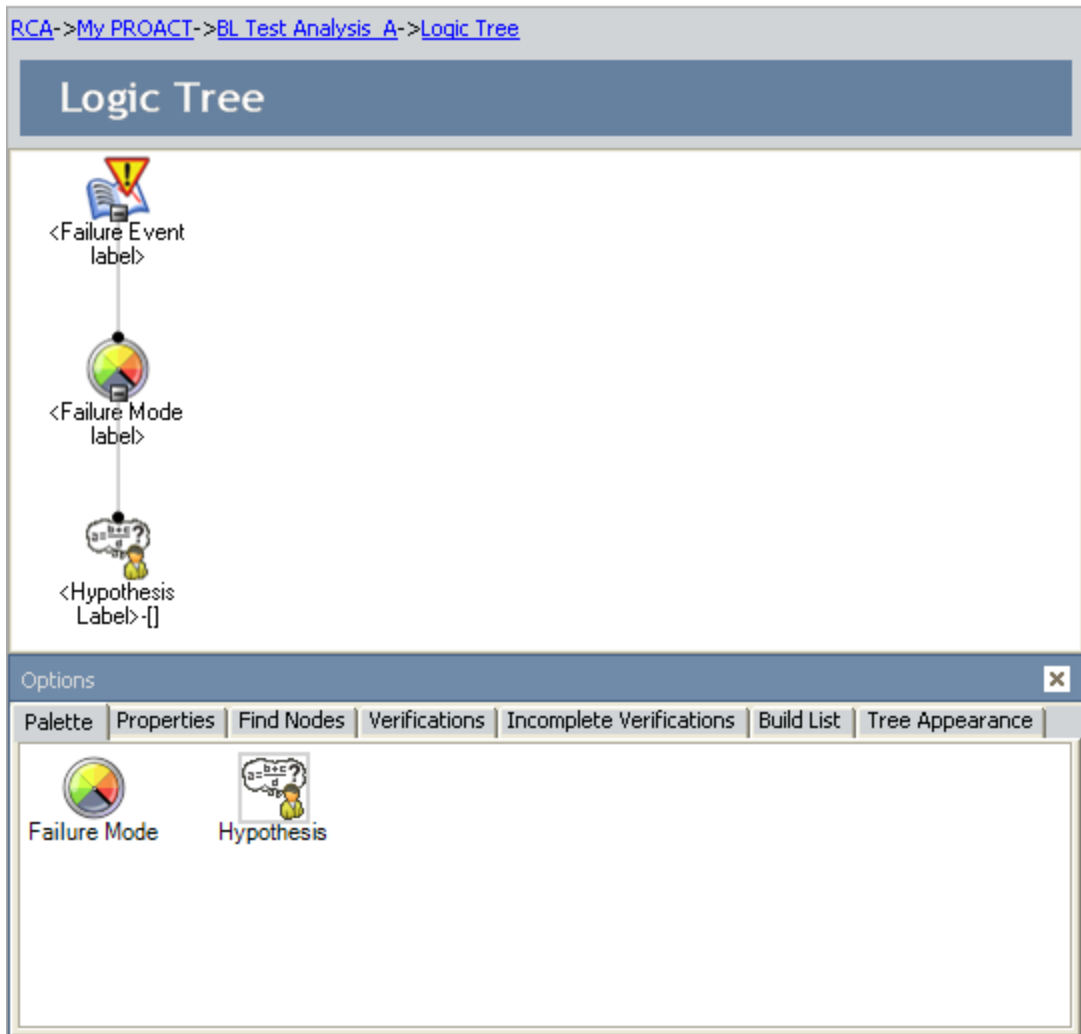 RCA->My PROACT->BL Test Analysis_A->Logic Tree
Logic Tree
<Failure Event
label>
<Failure Mode
label>
a=b+c/d ?
<Hypothesis
Label>-[]
Options
Palette Properties Find Nodes Verifications Incomplete Verifications Build List Tree Appearance
a=b+c/d ?
Failure Mode Hypothesis